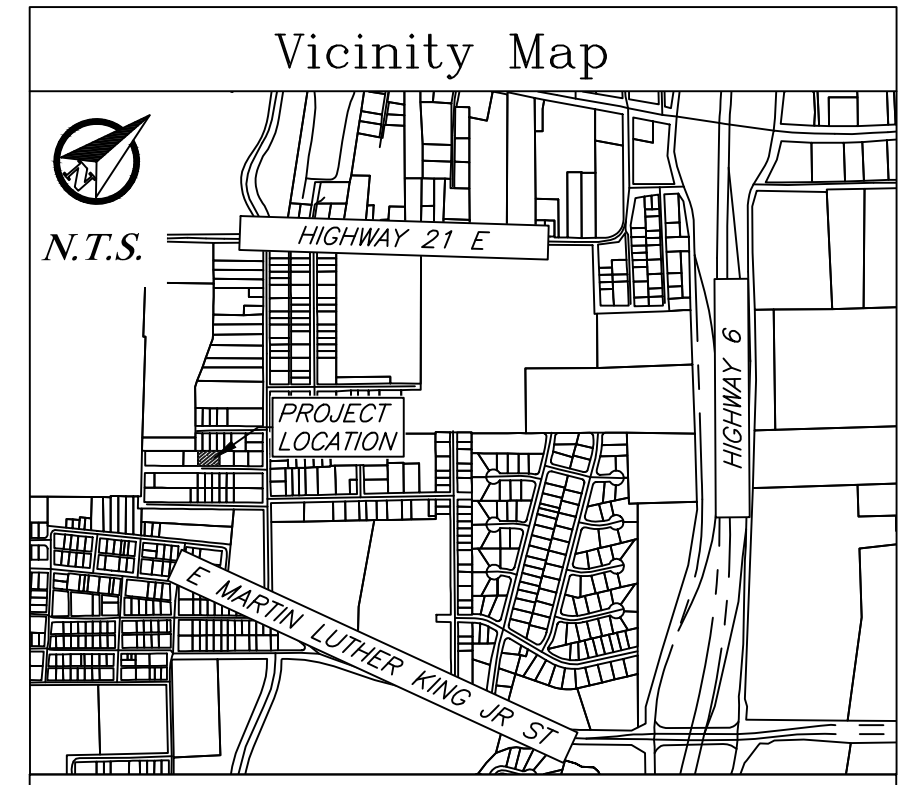 Vicinity Map
N
N.T.S.
HIGHWAY 21 E
HIGHWAY 6
PROJECT
LOCATION
E MARTIN LUTHER KING JR ST